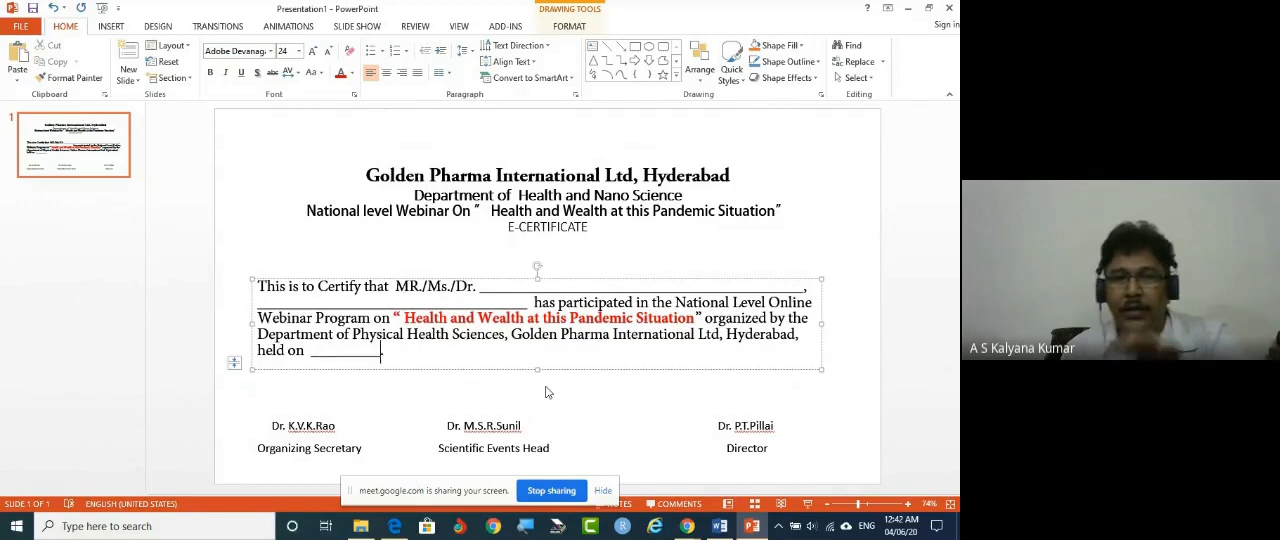 Presentation1 - PowerPoint
DRAWING TOOLS
Sign in
FILE HOME INSERT DESIGN TRANSITIONS ANIMATIONS SLIDE SHOW REVIEW VIEW ADD-INS FORMAT
Paste
Cut
Copy
Format Painter
Clipboard
New Slide
Layout
Reset
Section
Slides
Adobe Devanag 24
Font
Text Direction
Align Text
Convert to SmartArt
Paragraph
Arrange
Quick Styles
Shape Fill
Shape Outline
Shape Effects
Drawing
Find
Replace
Select
Editing
1
Golden Pharma International Ltd, Hyderabad
Department of Health and Nano Science
National level Webinar On " Health and Wealth at this Pandemic Situation"
E-CERTIFICATE
This is to Certify that MR./Ms./Dr. ______________________________,
______________________________ has participated in the National Level Online
Webinar Program on " Health and Wealth at this Pandemic Situation" organized by the
Department of Physical Health Sciences, Golden Pharma International Ltd, Hyderabad,
held on __________.
Dr. K.V.K.Rao Dr. M.S.R.Sunil Dr. P.T.Pillai
Organizing Secretary Scientific Events Head Director
meet.google.com is sharing your screen. Stop sharing Hide
SLIDE 1 OF 1 ENGLISH (UNITED STATES) NOTES COMMENTS 74%
Type here to search
ENG
12:42 AM
04/06/20
A S Kalyana Kumar